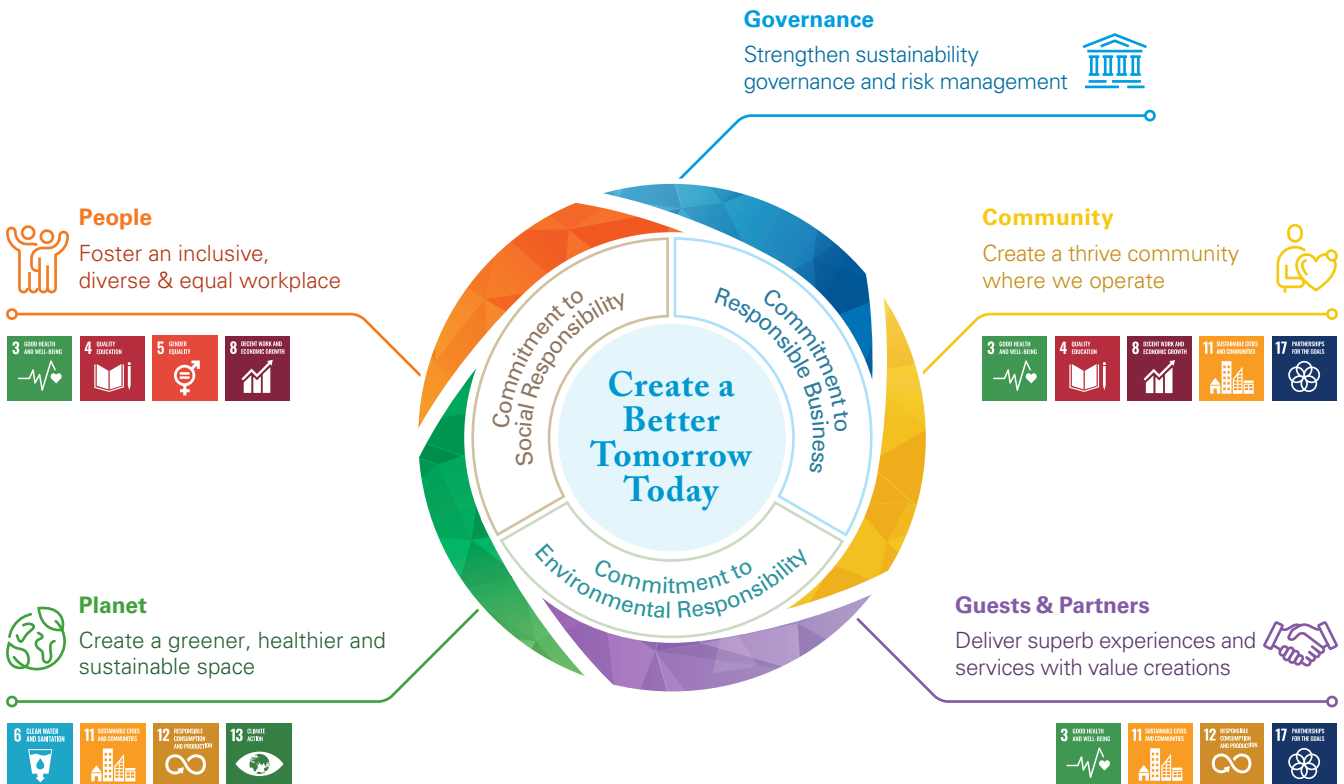 Governance
Strengthen sustainability
governance and risk management
People
Foster an inclusive,
diverse & equal workplace
3 GOOD HEALTH
AND WELL-BEING
4 QUALITY
EDUCATION
5 GENDER
EQUALITY
8 DECENT WORK AND
ECONOMIC GROWTH
Community
Create a thrive community
where we operate
3 GOOD HEALTH
AND WELL-BEING
4 QUALITY
EDUCATION
8 DECENT WORK AND
ECONOMIC GROWTH
11 SUSTAINABLE CITIES
AND COMMUNITIES
17 PARTNERSHIPS
FOR THE GOALS
Commitment to
Social Responsibility
Commitment to
Responsible Business
Create a
Better
Tomorrow
Today
Commitment to
Environmental Responsibility
Planet
Create a greener, healthier and
sustainable space
6 CLEAN WATER
AND SANITATION
11 SUSTAINABLE CITIES
AND COMMUNITIES
12 RESPONSIBLE
CONSUMPTION
AND PRODUCTION
13 CLIMATE
ACTION
Guests & Partners
Deliver superb experiences and
services with value creations
3 GOOD HEALTH
AND WELL-BEING
11 SUSTAINABLE CITIES
AND COMMUNITIES
12 RESPONSIBLE
CONSUMPTION
AND PRODUCTION
17 PARTNERSHIPS
FOR THE GOALS